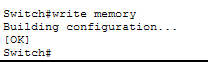 Switch#write memory
Building configuration...
[OK]
Switch#